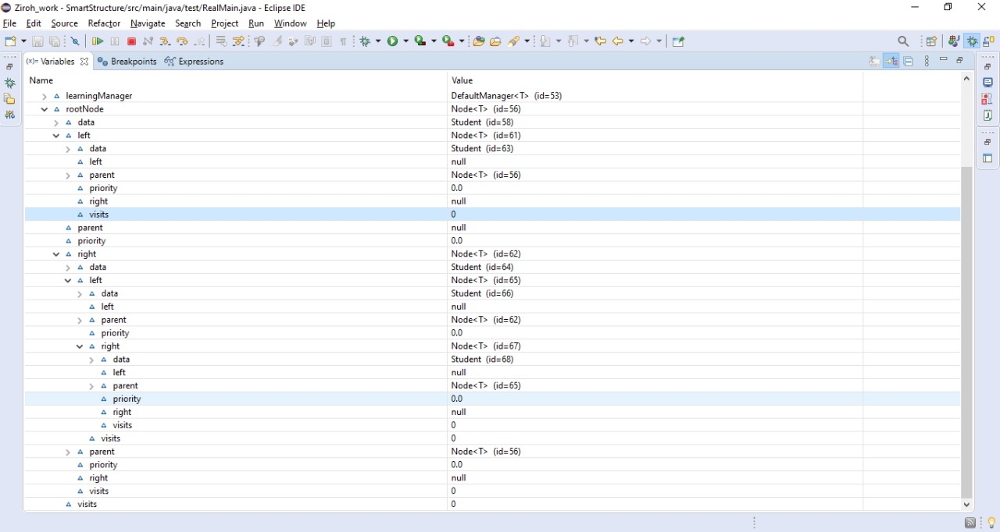 Ziroh_work - SmartStructure/src/main/java/test/RealMain.java - Eclipse IDE
File Edit Source Refactor Navigate Search Project Run Window Help
(x)= Variables Breakpoints Expressions
Name Value
learningManager DefaultManager<T> (id=53)
rootNode Node<T> (id=56)
data Student (id=58)
left Node<T> (id=61)
data Student (id=63)
left null
parent Node<T> (id=56)
priority 0.0
right null
visits 0
parent null
priority 0.0
right Node<T> (id=62)
data Student (id=64)
left Node<T> (id=65)
data Student (id=66)
left null
parent Node<T> (id=62)
priority 0.0
right Node<T> (id=67)
data Student (id=68)
left null
parent Node<T> (id=65)
priority 0.0
right null
visits 0
visits 0
parent Node<T> (id=56)
priority 0.0
right null
visits 0
visits 0